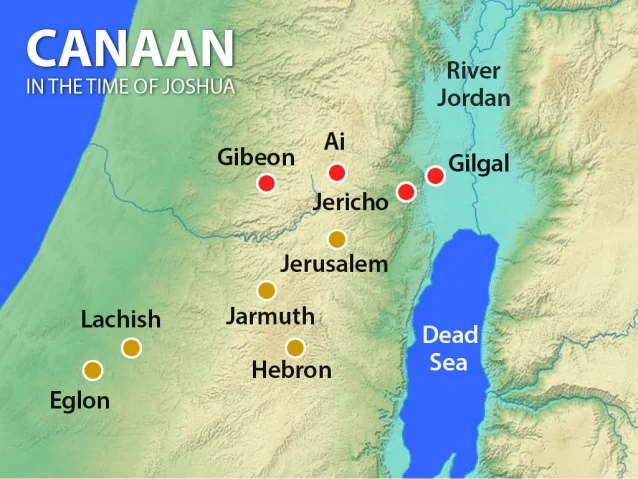 CANAAN
IN THE TIME OF JOSHUA
River
Jordan
Ai
Gibeon
Gilgal
Jericho
Jerusalem
Lachish
Jarmuth
Dead
Sea
Hebron
Eglon